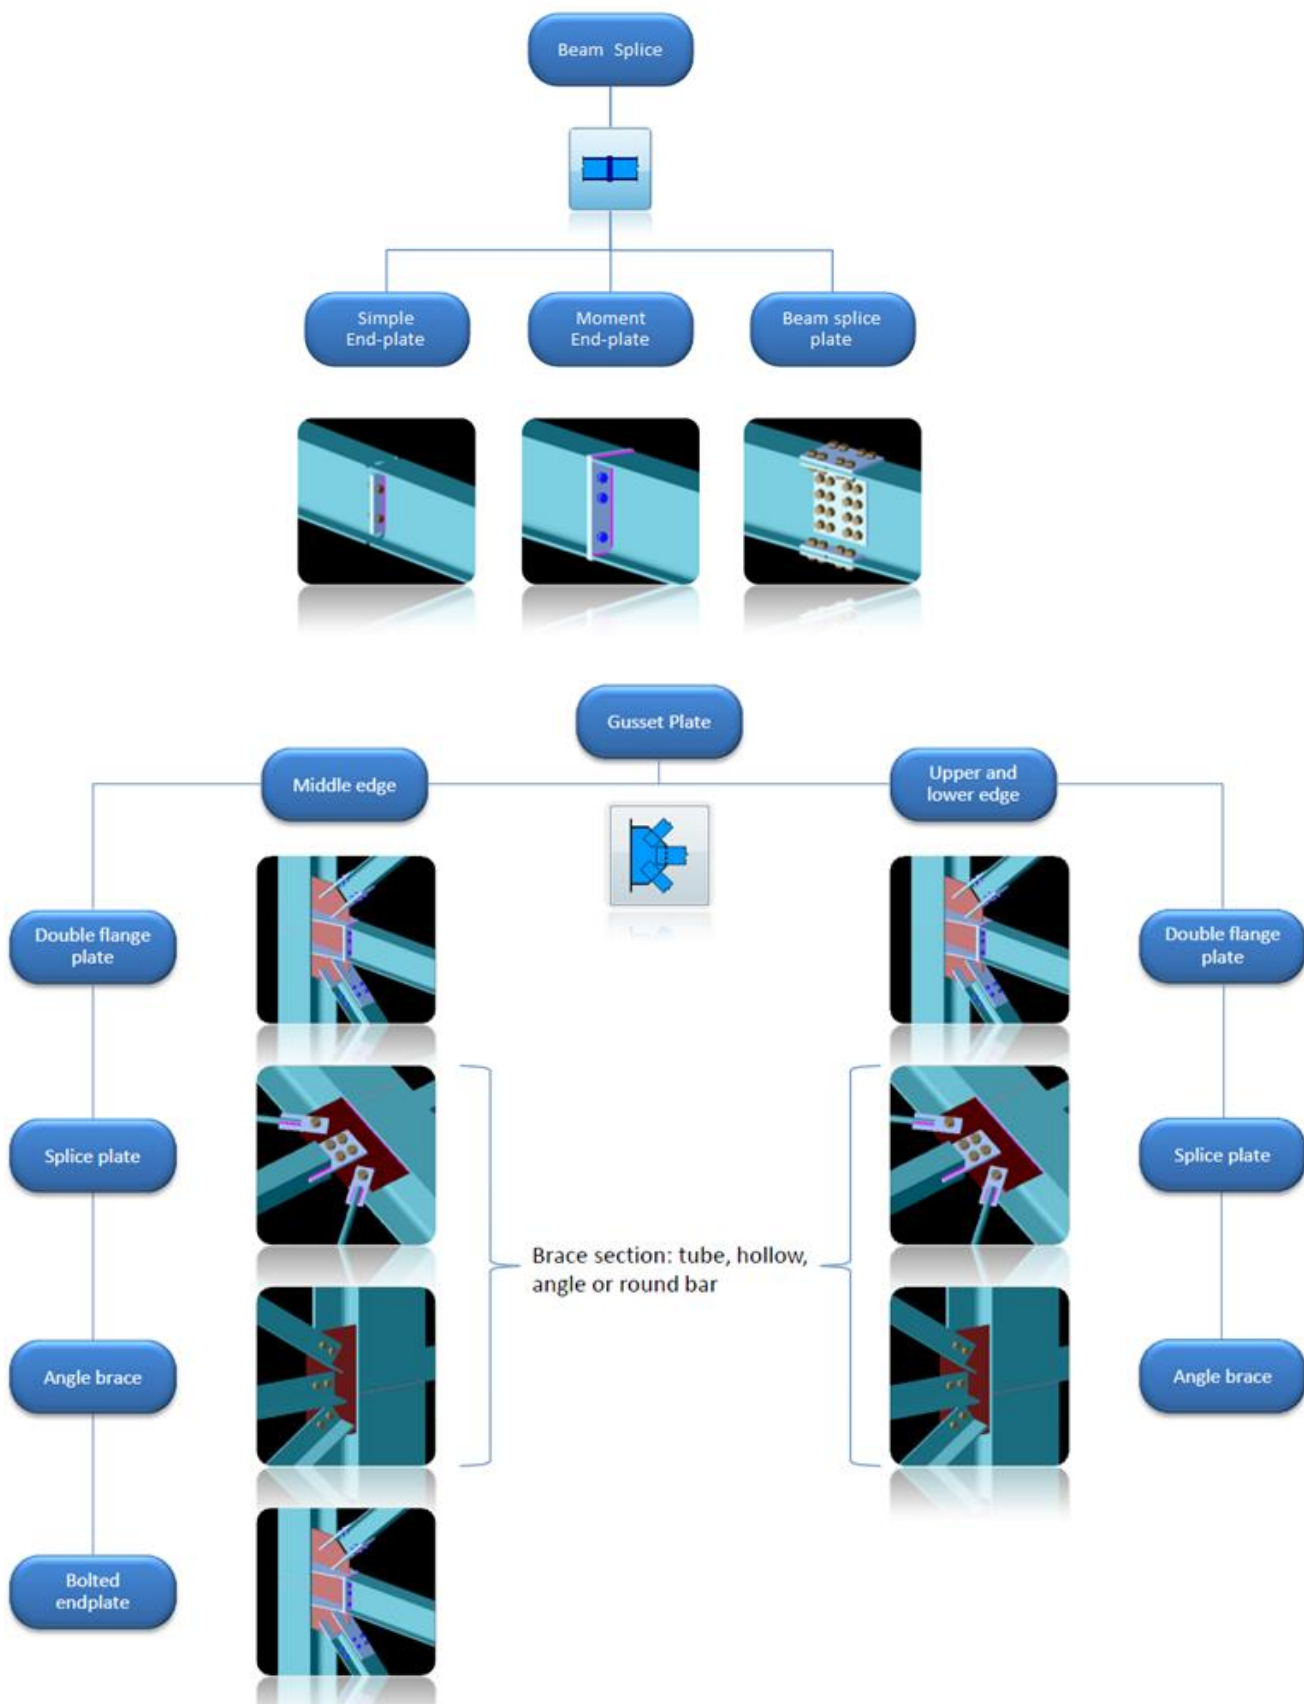 Beam Splice
Simple
End-plate
Moment
End-plate
Beam splice
plate
Gusset Plate
Middle edge
Upper and
lower edge
Double flange
plate
Double flange
plate
Splice plate
Splice plate
Brace section: tube, hollow,
angle or round bar
Angle brace
Angle brace
Bolted
endplate